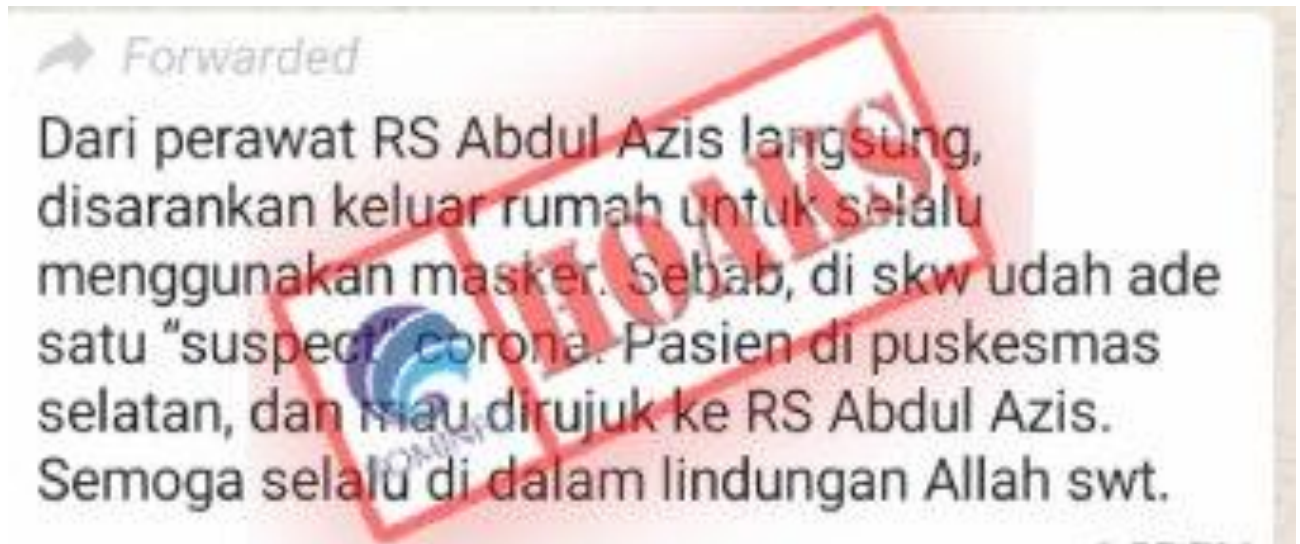 Forwarded
Dari perawat RS Abdul Azis langsung,
disarankan keluar rumah untuk selalu
menggunakan masker. Sebab, di skw udah ade
satu “suspect” corona. Pasien di puskesmas
selatan, dan mau dirujuk ke RS Abdul Azis.
Semoga selalu di dalam lindungan Allah swt.
HOAKS
KOMINFO